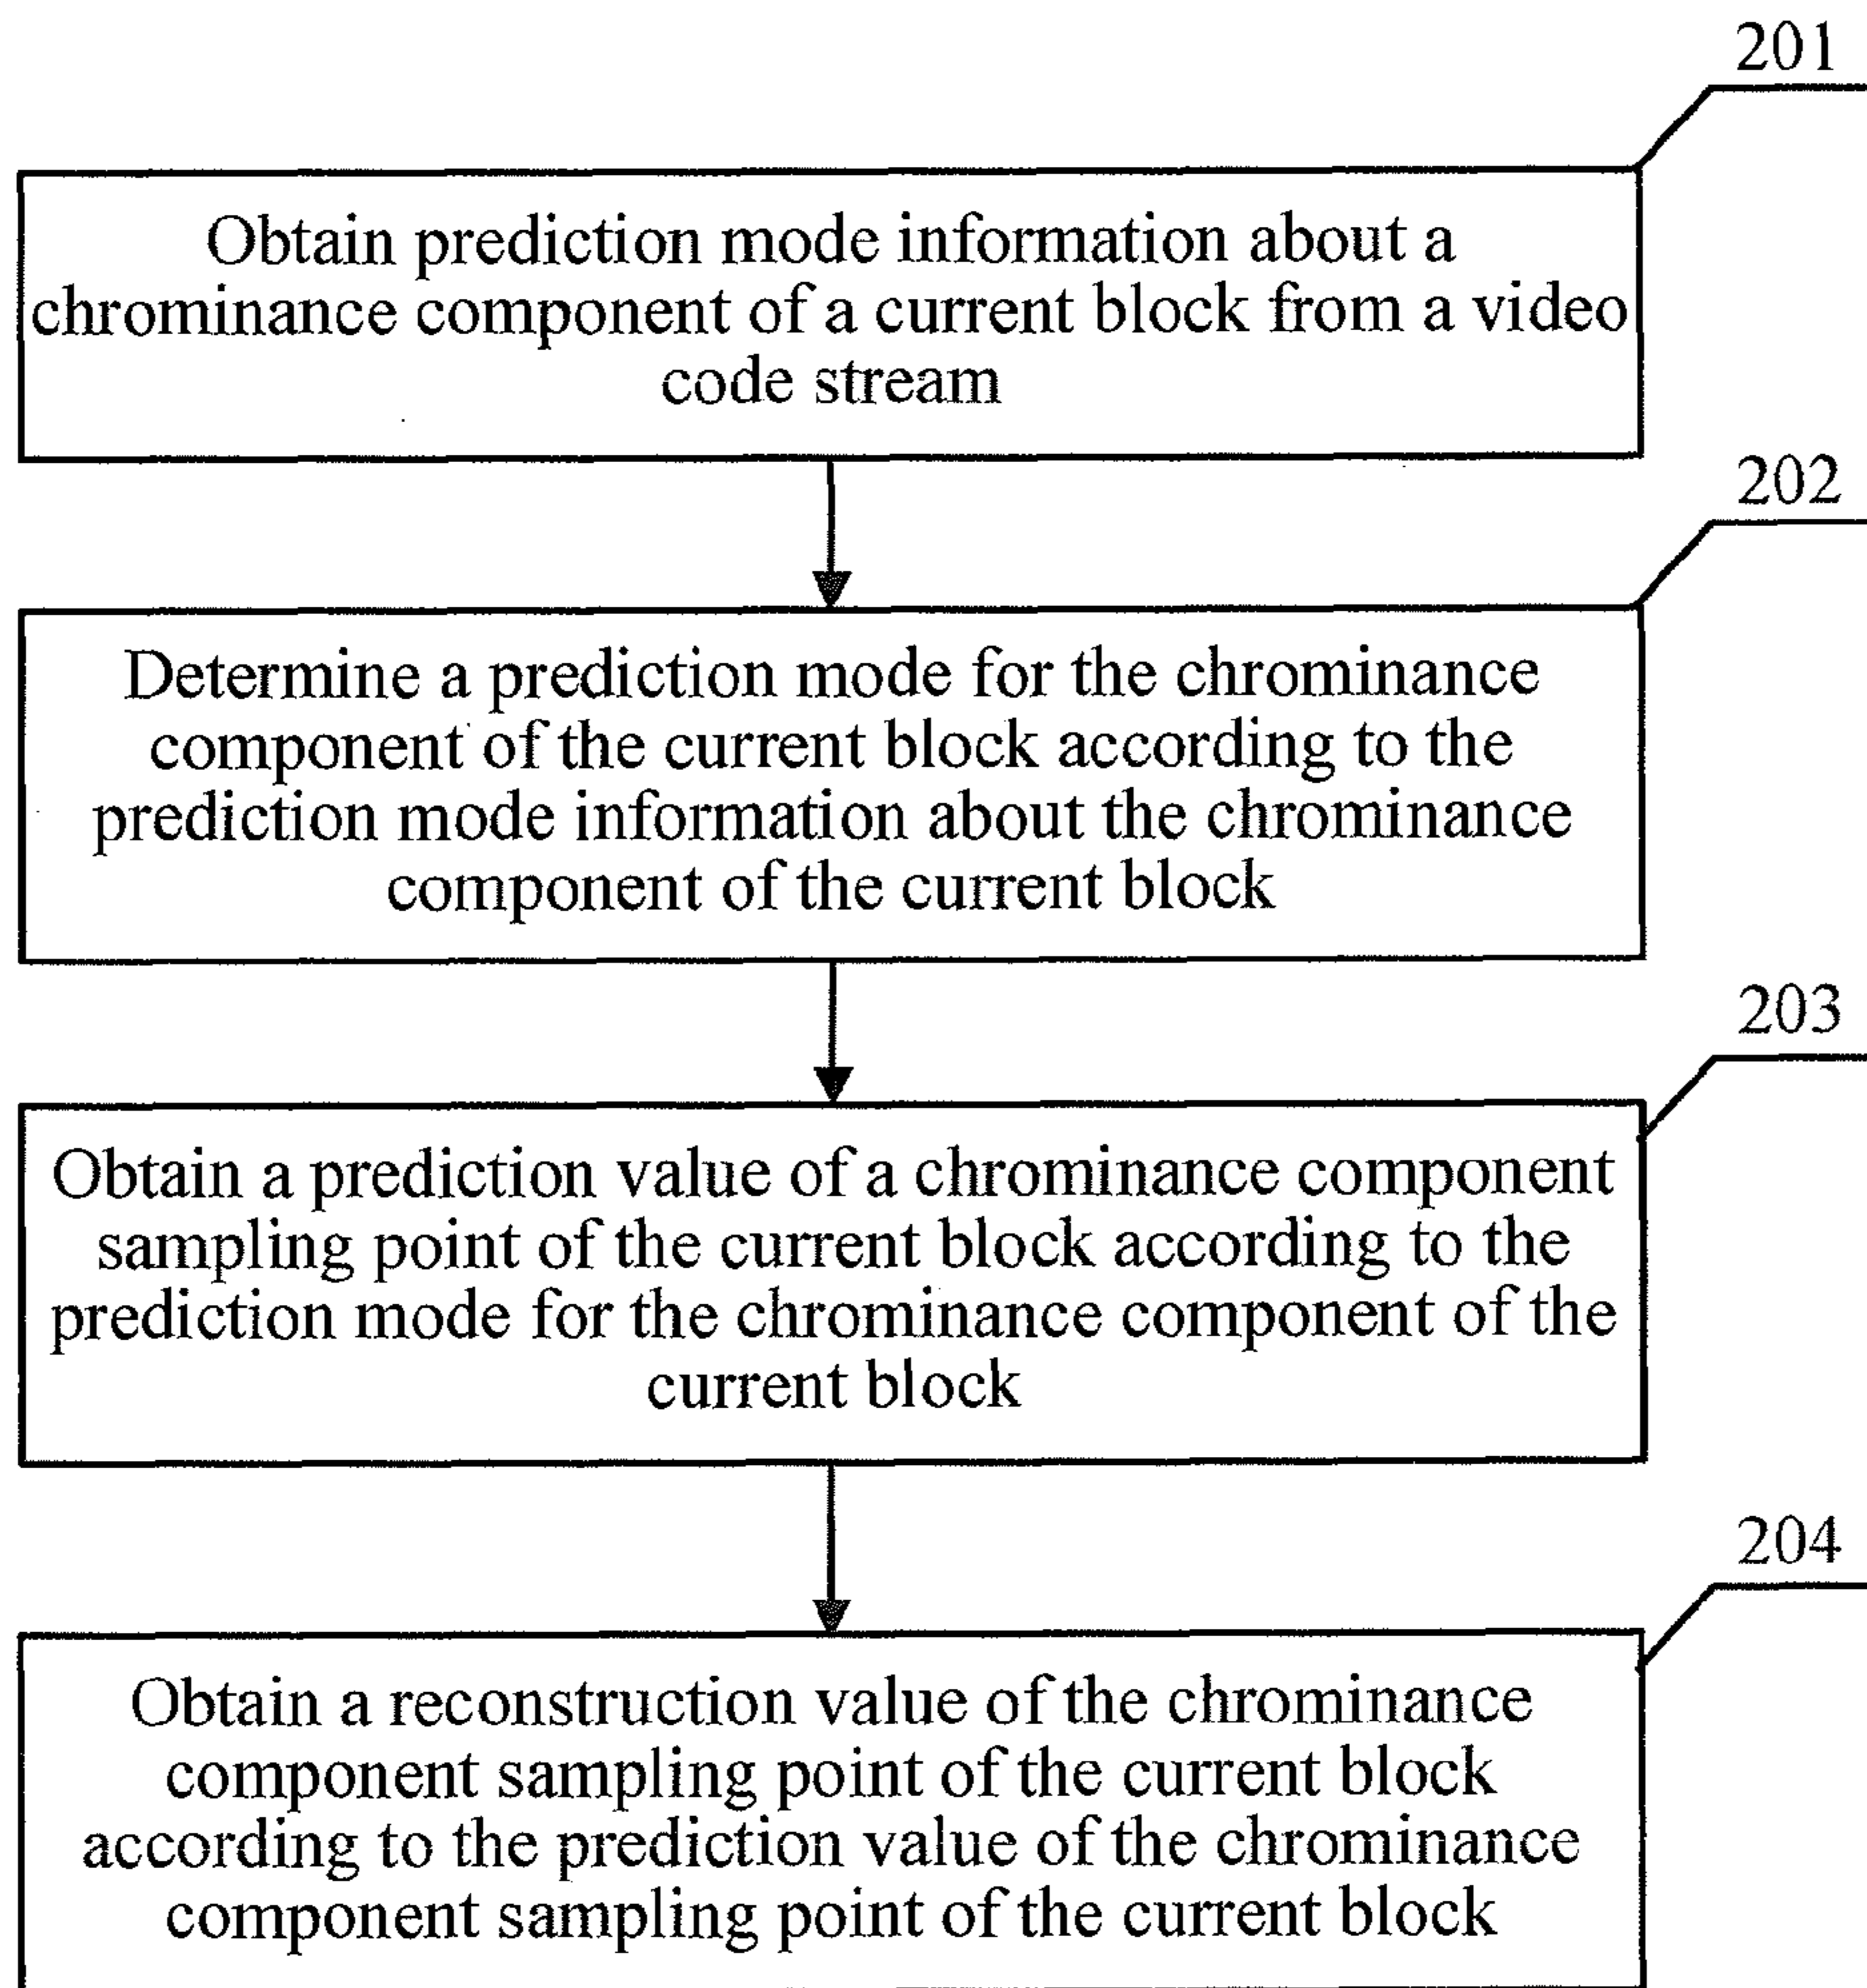 201
Obtain prediction mode information about a
chrominance component of a current block from a video
code stream
202
Determine a prediction mode for the chrominance
component of the current block according to the
prediction mode information about the chrominance
component of the current block
203
Obtain a prediction value of a chrominance component
sampling point of the current block according to the
prediction mode for the chrominance component of the
current block
204
Obtain a reconstruction value of the chrominance
component sampling point of the current block
according to the prediction value of the chrominance
component sampling point of the current block